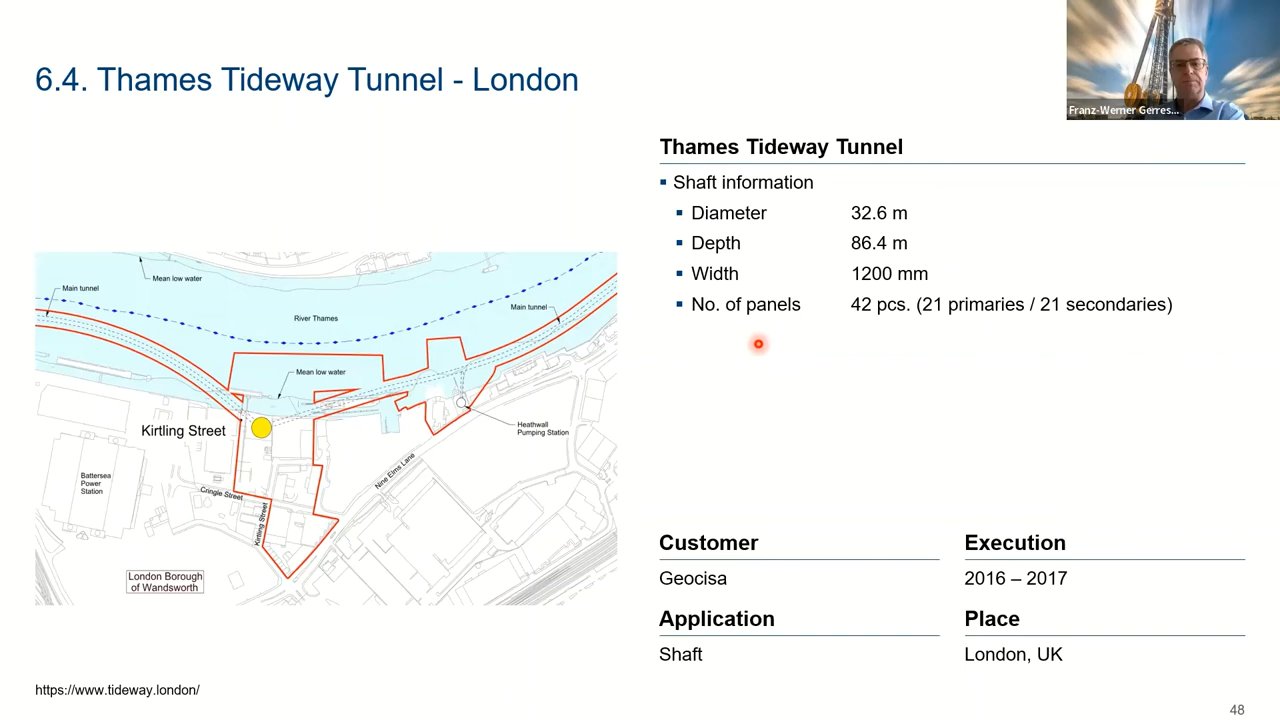 6.4. Thames Tideway Tunnel - London
Franz-Werner Gerres...
Thames Tideway Tunnel
Shaft information
Diameter 32.6 m
Depth 86.4 m
Width 1200 mm
No. of panels 42 pcs. (21 primaries / 21 secondaries)
Mean low water
Main tunnel
Main tunnel
River Thames
Mean low water
Kirtling Street
Heathwall
Pumping Station
Battersea
Power
Station
Nine Elms Lane
Cringle Street
Kirtling Street
London Borough
of Wandsworth
Customer
Geocisa
Execution
2016 – 2017
Application
Shaft
Place
London, UK
https://www.tideway.london/
48